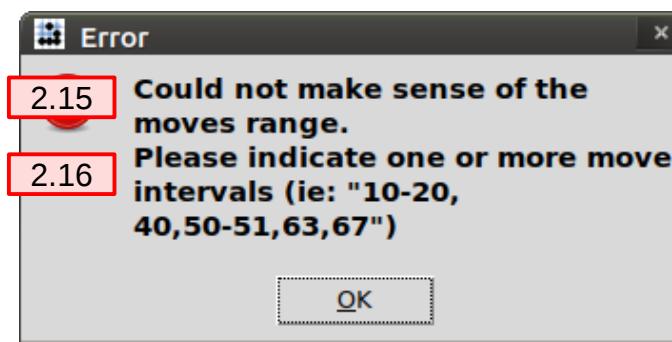 Error
2.15
Could not make sense of the
moves range.
2.16
Please indicate one or more move
intervals (ie: "10-20,
40,50-51,63,67")
OK